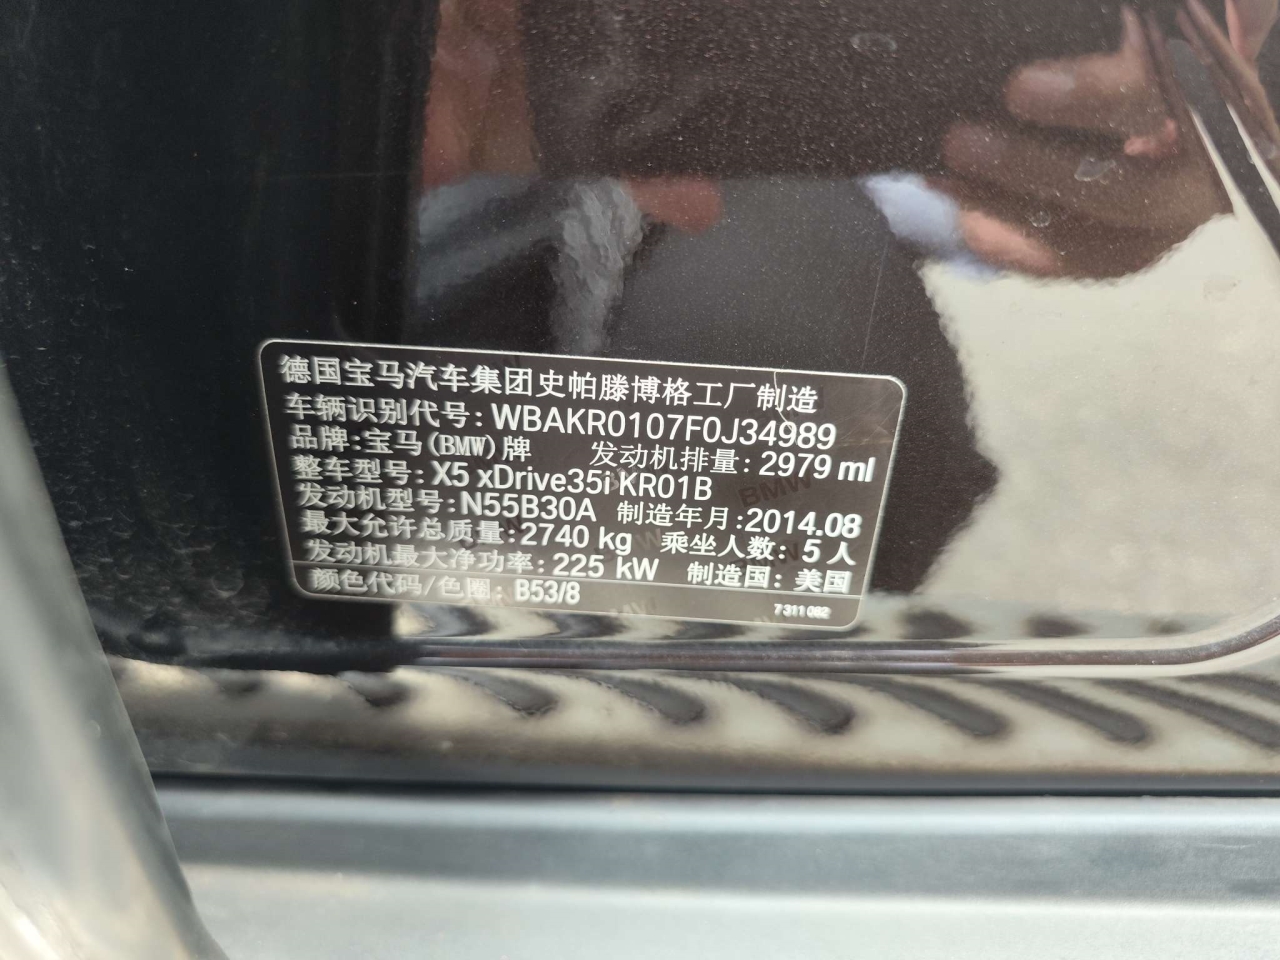 德国宝马汽车集团史帕滕博格工厂制造
车辆识别代号: WBAKR0107F0J34989
品牌: 宝马(BMW)牌 发动机排量: 2979 ml
整车型号: X5 xDrive35i KR01B
发动机型号: N55B30A 制造年月: 2014.08
最大允许总质量: 2740 kg 乘坐人数: 5 人
发动机最大净功率: 225 kW 制造国: 美国
颜色代码/色圈: B53/8 7 311 082